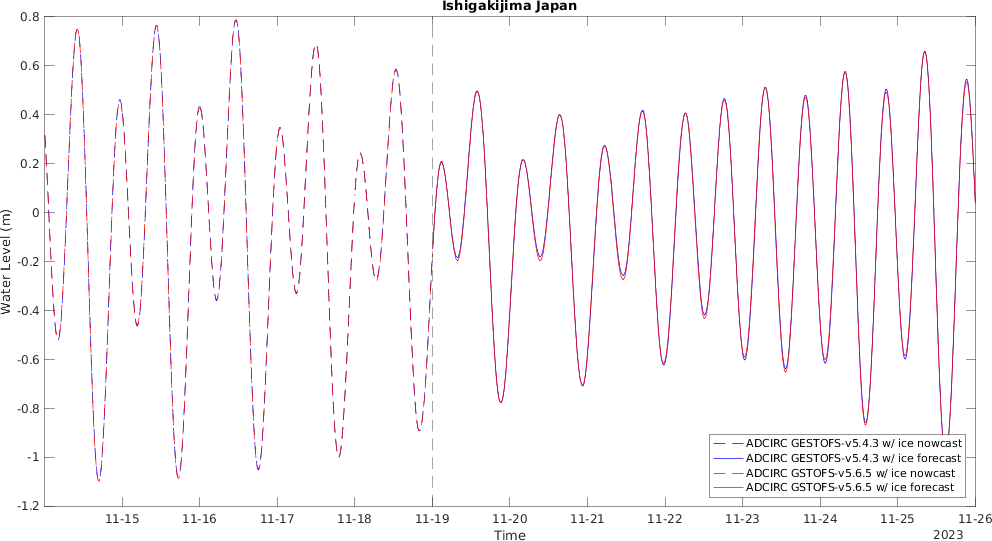 Ishigakijima Japan
0.8
0.6
0.4
0.2
0
-0.2
-0.4
-0.6
-0.8
-1
-1.2
Water Level (m)
11-15 11-16 11-17 11-18 11-19 11-20 11-21 11-22 11-23 11-24 11-25 11-26
Time
2023
ADCIRC GESTOFS-v5.4.3 w/ ice nowcast
ADCIRC GESTOFS-v5.4.3 w/ ice forecast
ADCIRC GSTOFS-v5.6.5 w/ ice nowcast
ADCIRC GSTOFS-v5.6.5 w/ ice forecast